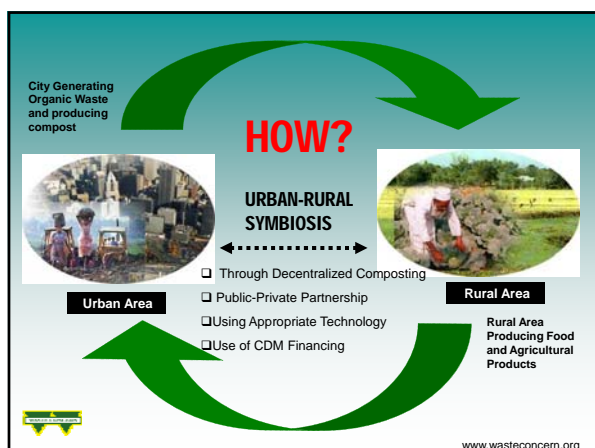 City Generating
Organic Waste
and producing
compost
HOW?
URBAN-RURAL
SYMBIOSIS
❑ Through Decentralized Composting
❑ Public-Private Partnership
❑Using Appropriate Technology
❑Use of CDM Financing
Urban Area
Rural Area
Rural Area
Producing Food
and Agricultural
Products
www.wasteconcern.org